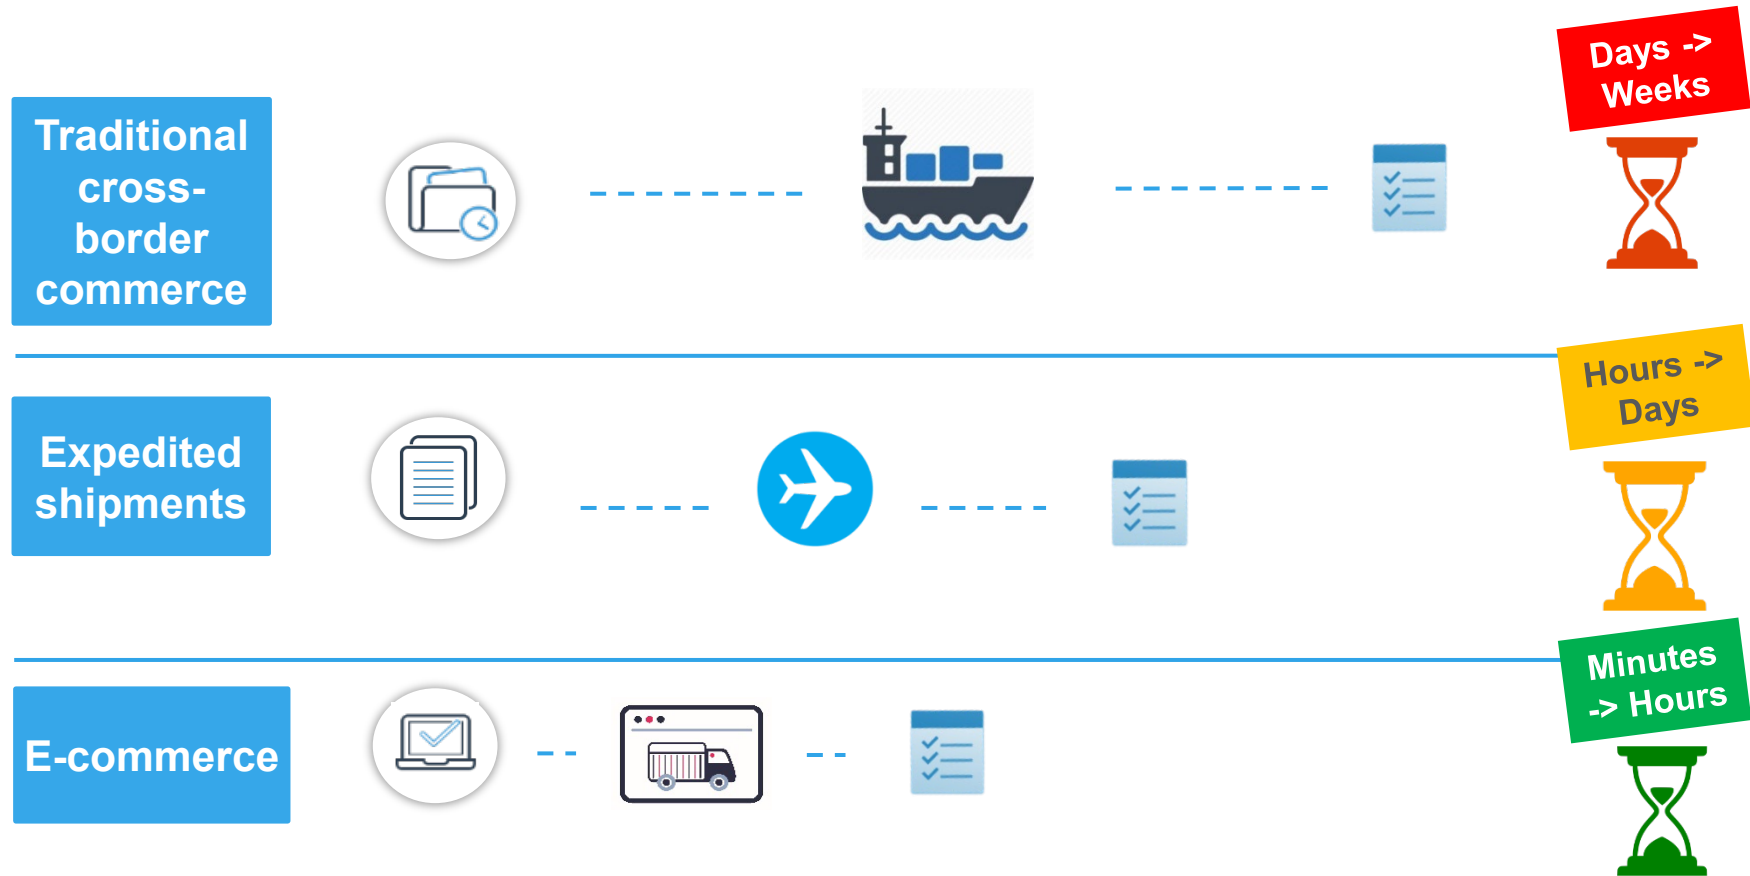 Days ->
Weeks
Traditional
cross-
border
commerce
Hours ->
Days
Expedited
shipments
Minutes
-> Hours
E-commerce